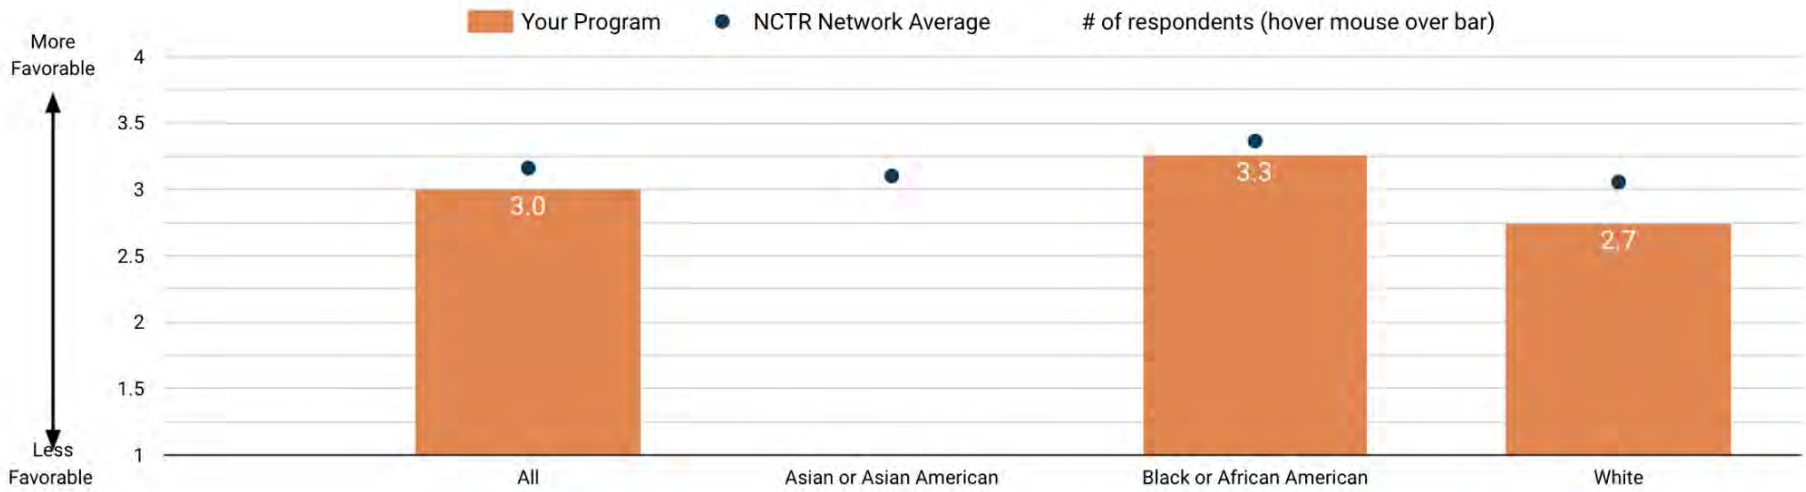 Your Program NCTR Network Average # of respondents (hover mouse over bar)
More
Favorable
4
3.5
3
2.5
2
1.5
1
Less
Favorable
3.0
3.3
2.7
All Asian or Asian American Black or African American White